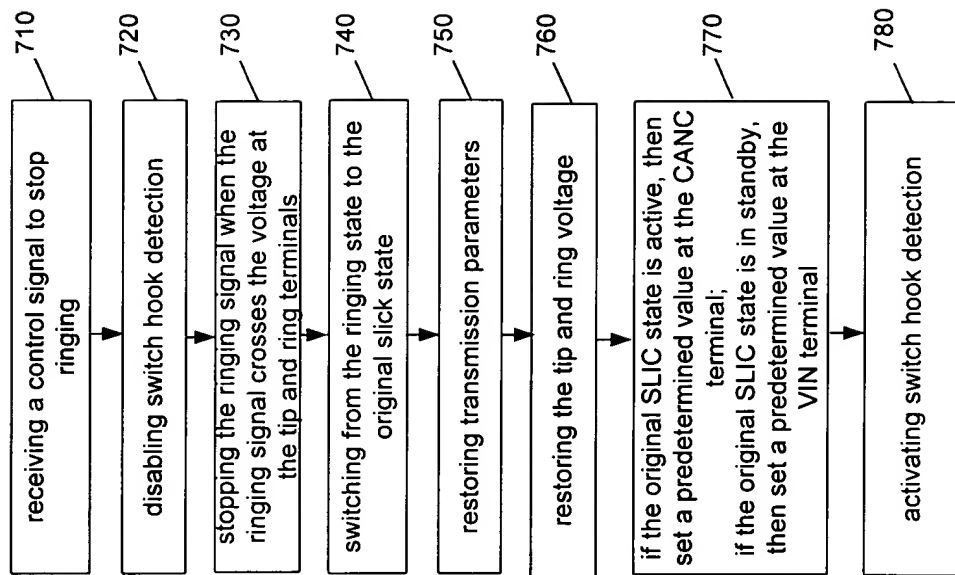 710
receiving a control signal to stop
ringing
720
disabling switch hook detection
730
stopping the ringing signal when the
ringing signal crosses the voltage at
the tip and ring terminals
740
switching from the ringing state to the
original slick state
750
restoring transmission parameters
760
restoring the tip and ring voltage
770
if the original SLIC state is active, then
set a predetermined value at the CANC
terminal;
if the original SLIC state is in standby,
then set a predetermined value at the
VIN terminal
780
activating switch hook detection